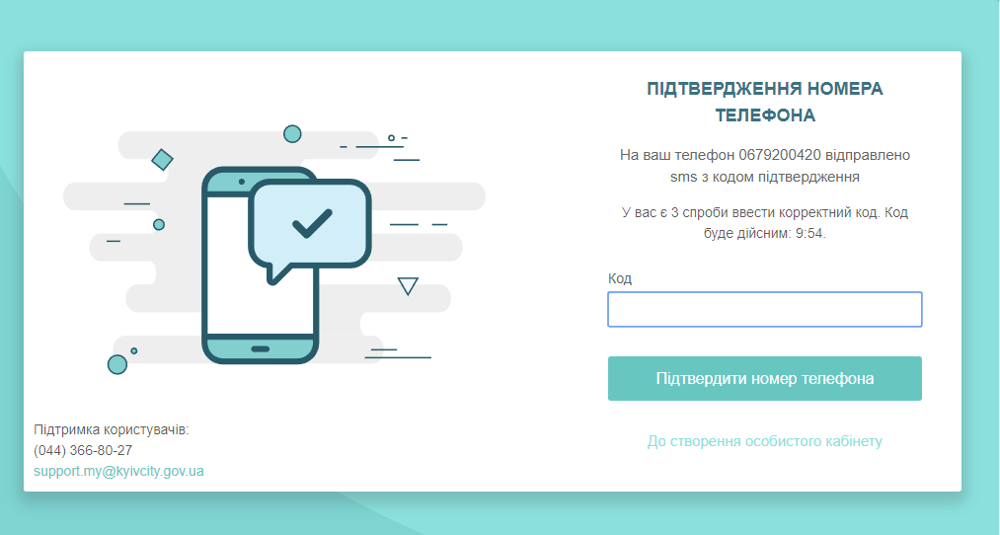 ПІДТВЕРДЖЕННЯ НОМЕРА
ТЕЛЕФОНА
На ваш телефон 0679200420 відправлено
sms з кодом підтвердження
У вас є 3 спроби ввести корректний код. Код
буде дійсним: 9:54.
Код
Підтвердити номер телефона
До створення особистого кабінету
Підтримка користувачів:
(044) 366-80-27
support.my@kyivcity.gov.ua